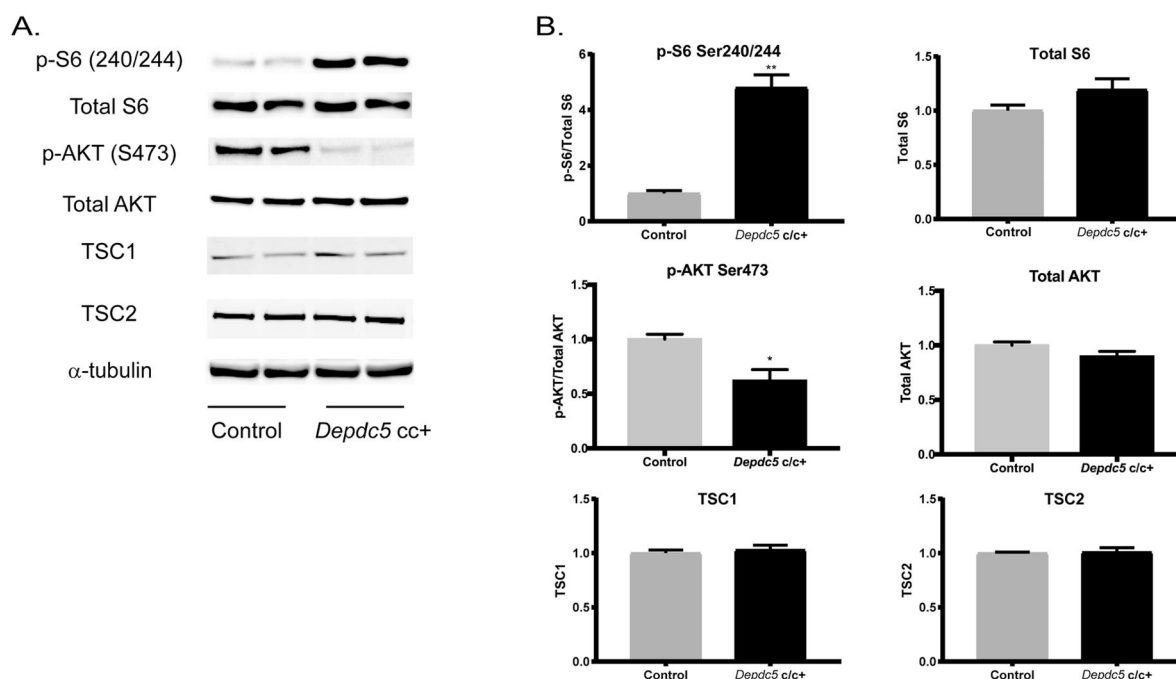 A.
p-S6 (240/244)
Total S6
p-AKT (S473)
Total AKT
TSC1
TSC2
α-tubulin
Control
Depdc5 cc+
B.
p-S6 Ser240/244
p-S6/Total S6
6
4
2
0
**
Control
Depdc5 c/c+
Total S6
Total S6
1.5
1.0
0.5
0.0
Control
Depdc5 c/c+
p-AKT Ser473
p-AKT/Total AKT
1.5
1.0
0.5
0.0
*
Control
Depdc5 c/c+
Total AKT
Total AKT
1.5
1.0
0.5
0.0
Control
Depdc5 c/c+
TSC1
TSC1
1.5
1.0
0.5
0.0
Control
Depdc5 c/c+
TSC2
TSC2
1.5
1.0
0.5
0.0
Control
Depdc5 c/c+